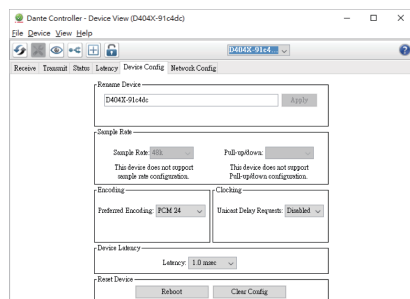 Dante Controller - Device View (D404X-91c4dc)
File Device View Help
D404X-91c4...
?
Receive Transmit Status Latency Device Config Network Config
Rename Device
D404X-91c4dc Apply
Sample Rate
Sample Rate: 48k Pull-up/down:
This device does not support This device does not support
sample rate configuration. Pull-up/down configuration.
Encoding Clocking
Preferred Encoding: PCM 24 Unicast Delay Requests: Disabled
Device Latency
Latency: 1.0 msec
Reset Device
Reboot Clear Config